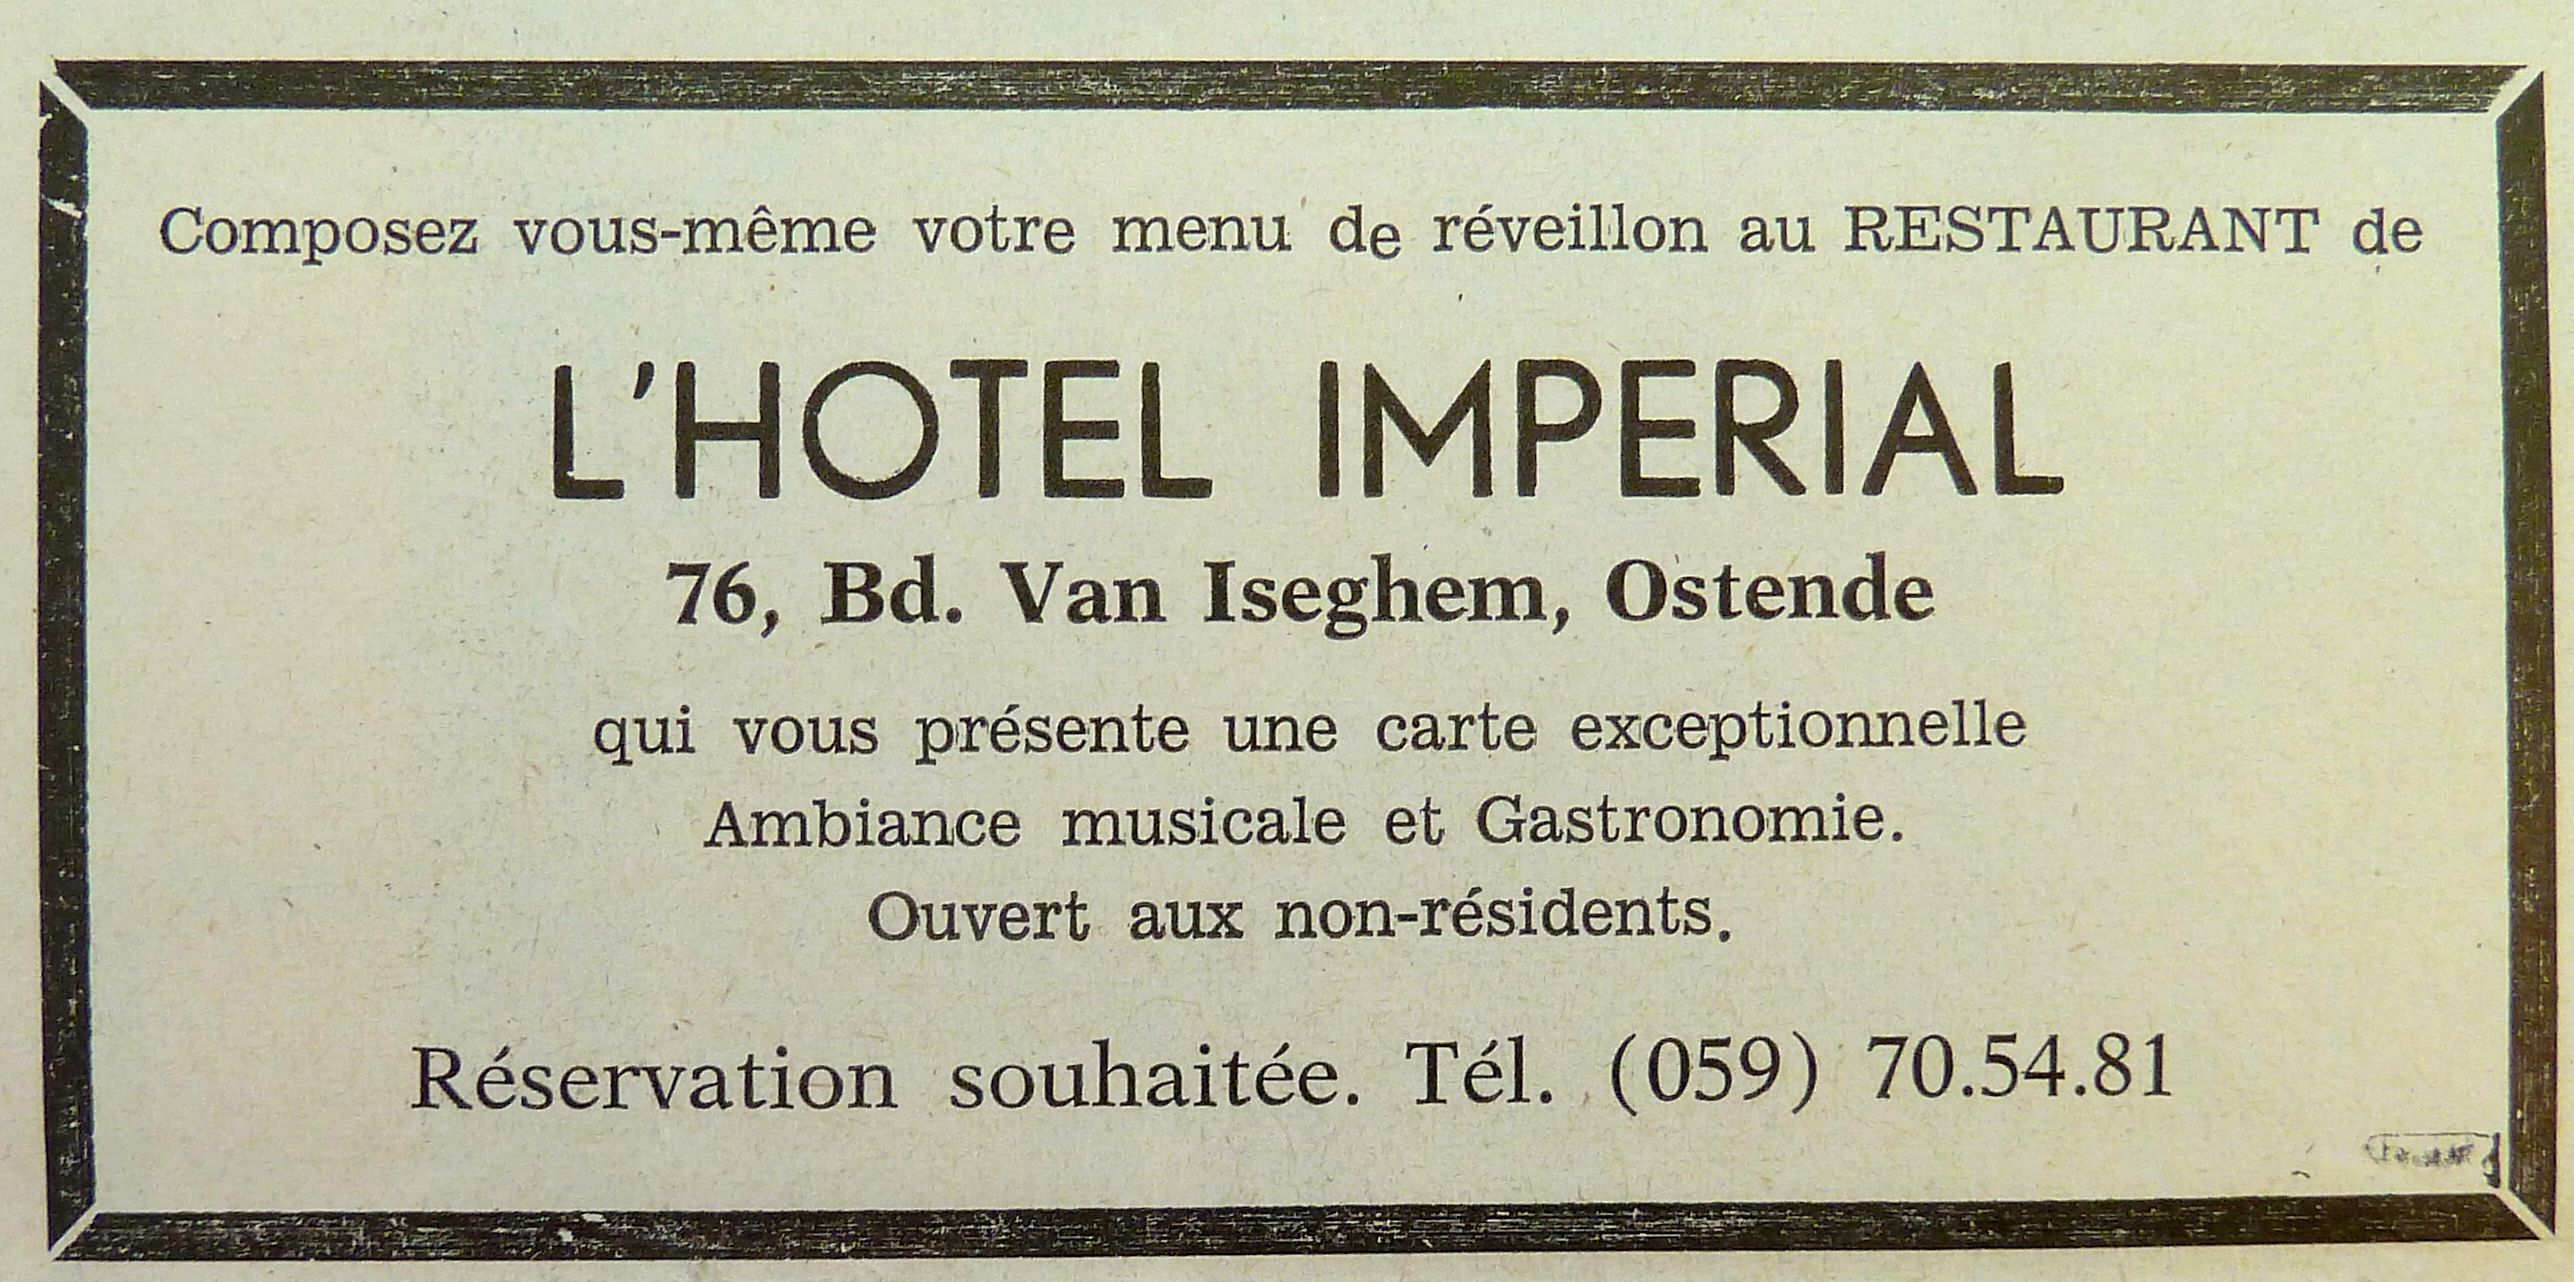 Composez vous-même votre menu de réveillon au RESTAURANT de
L'HOTEL IMPERIAL
76, Bd. Van Iseghem, Ostende
qui vous présente une carte exceptionnelle
Ambiance musicale et Gastronomie.
Ouvert aux non-résidents.
Réservation souhaitée. Tél. (059) 70.54.81